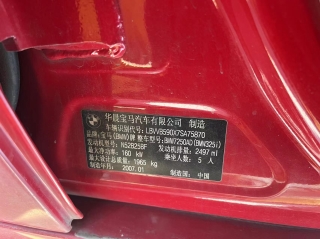 华晨宝马汽车有限公司 制造
车辆识别代号: LBVVB590X7SA75870
品牌: 宝马(BMW)牌 整车型号: BMW7250AD(BMW325i)
发动机型号: N52B25BF 发动机排量: 2497 ml
最大净功率: 160 kW
最大允许总质量: 1965 kg 乘坐人数: 5 人
制造年月: 2007.01 制造国: 中国